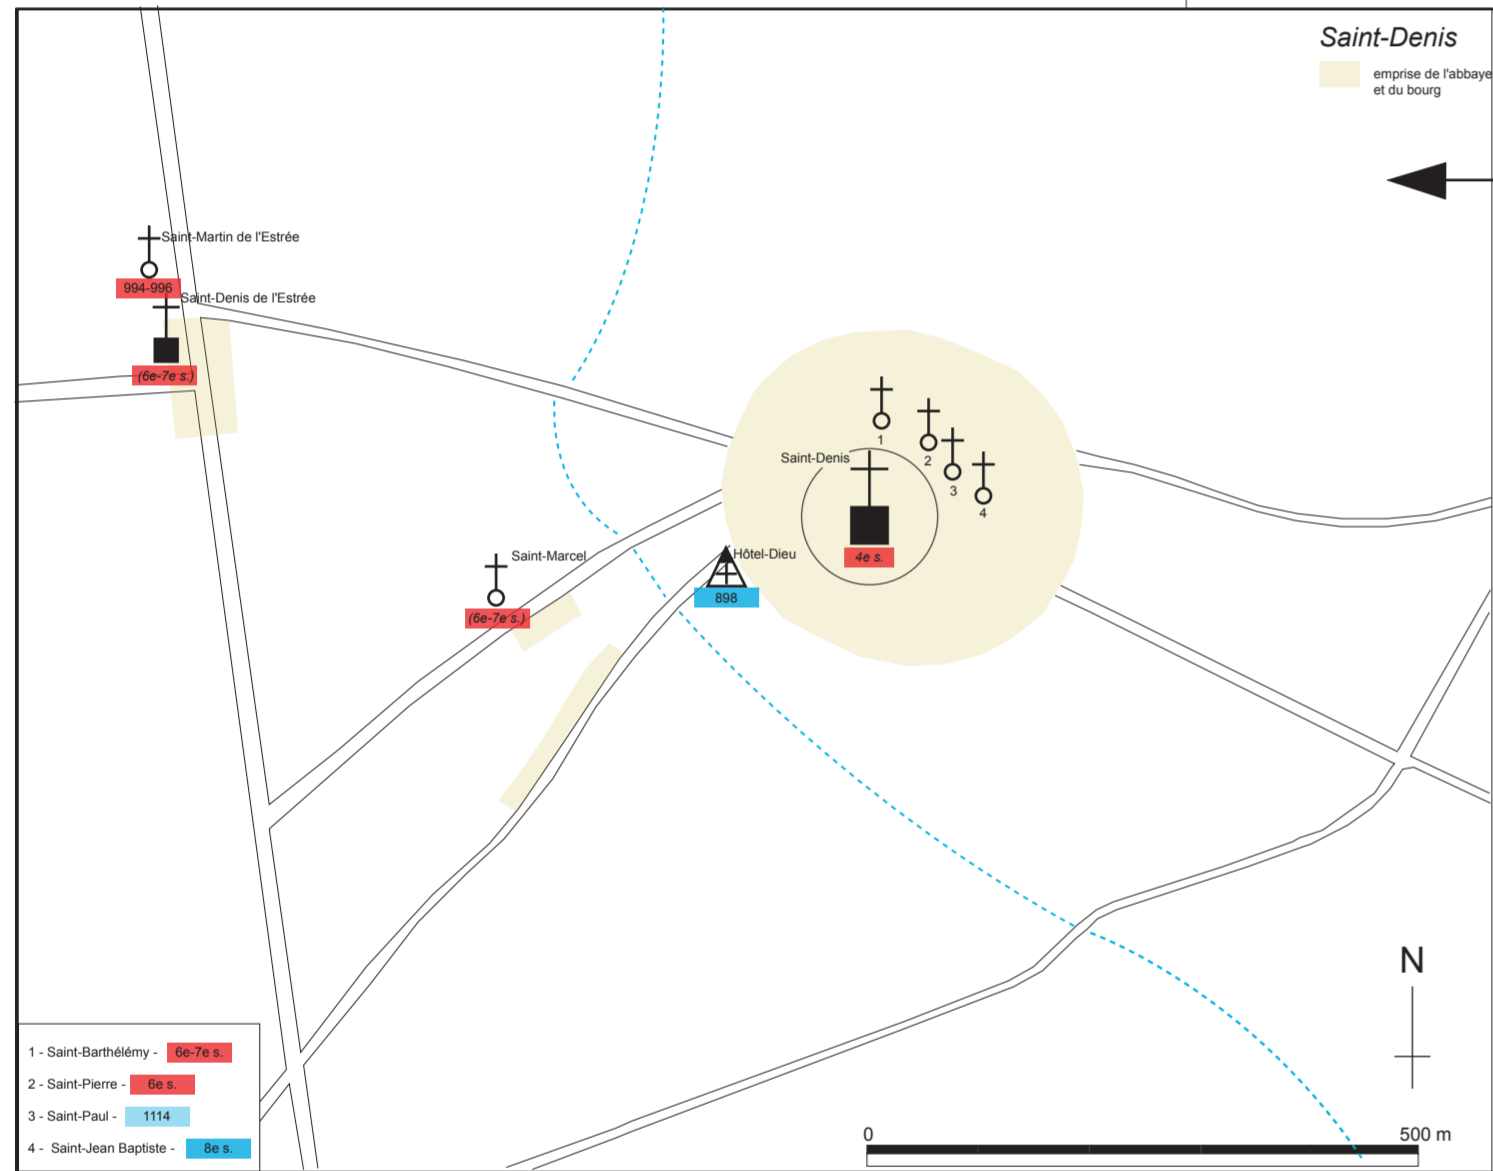 Saint-Denis
emprise de l'abbaye
et du bourg
Saint-Martin de l'Estrée
994-996
Saint-Denis de l'Estrée
(6e-7e s.)
1
2
3
4
Saint-Denis
4e s.
Saint-Marcel
(6e-7e s.)
Hôtel-Dieu
898
N
1 - Saint-Barthélémy - 6e-7e s.
2 - Saint-Pierre - 6e s.
3 - Saint-Paul - 1114
4 - Saint-Jean Baptiste - 8e s.
0 500 m